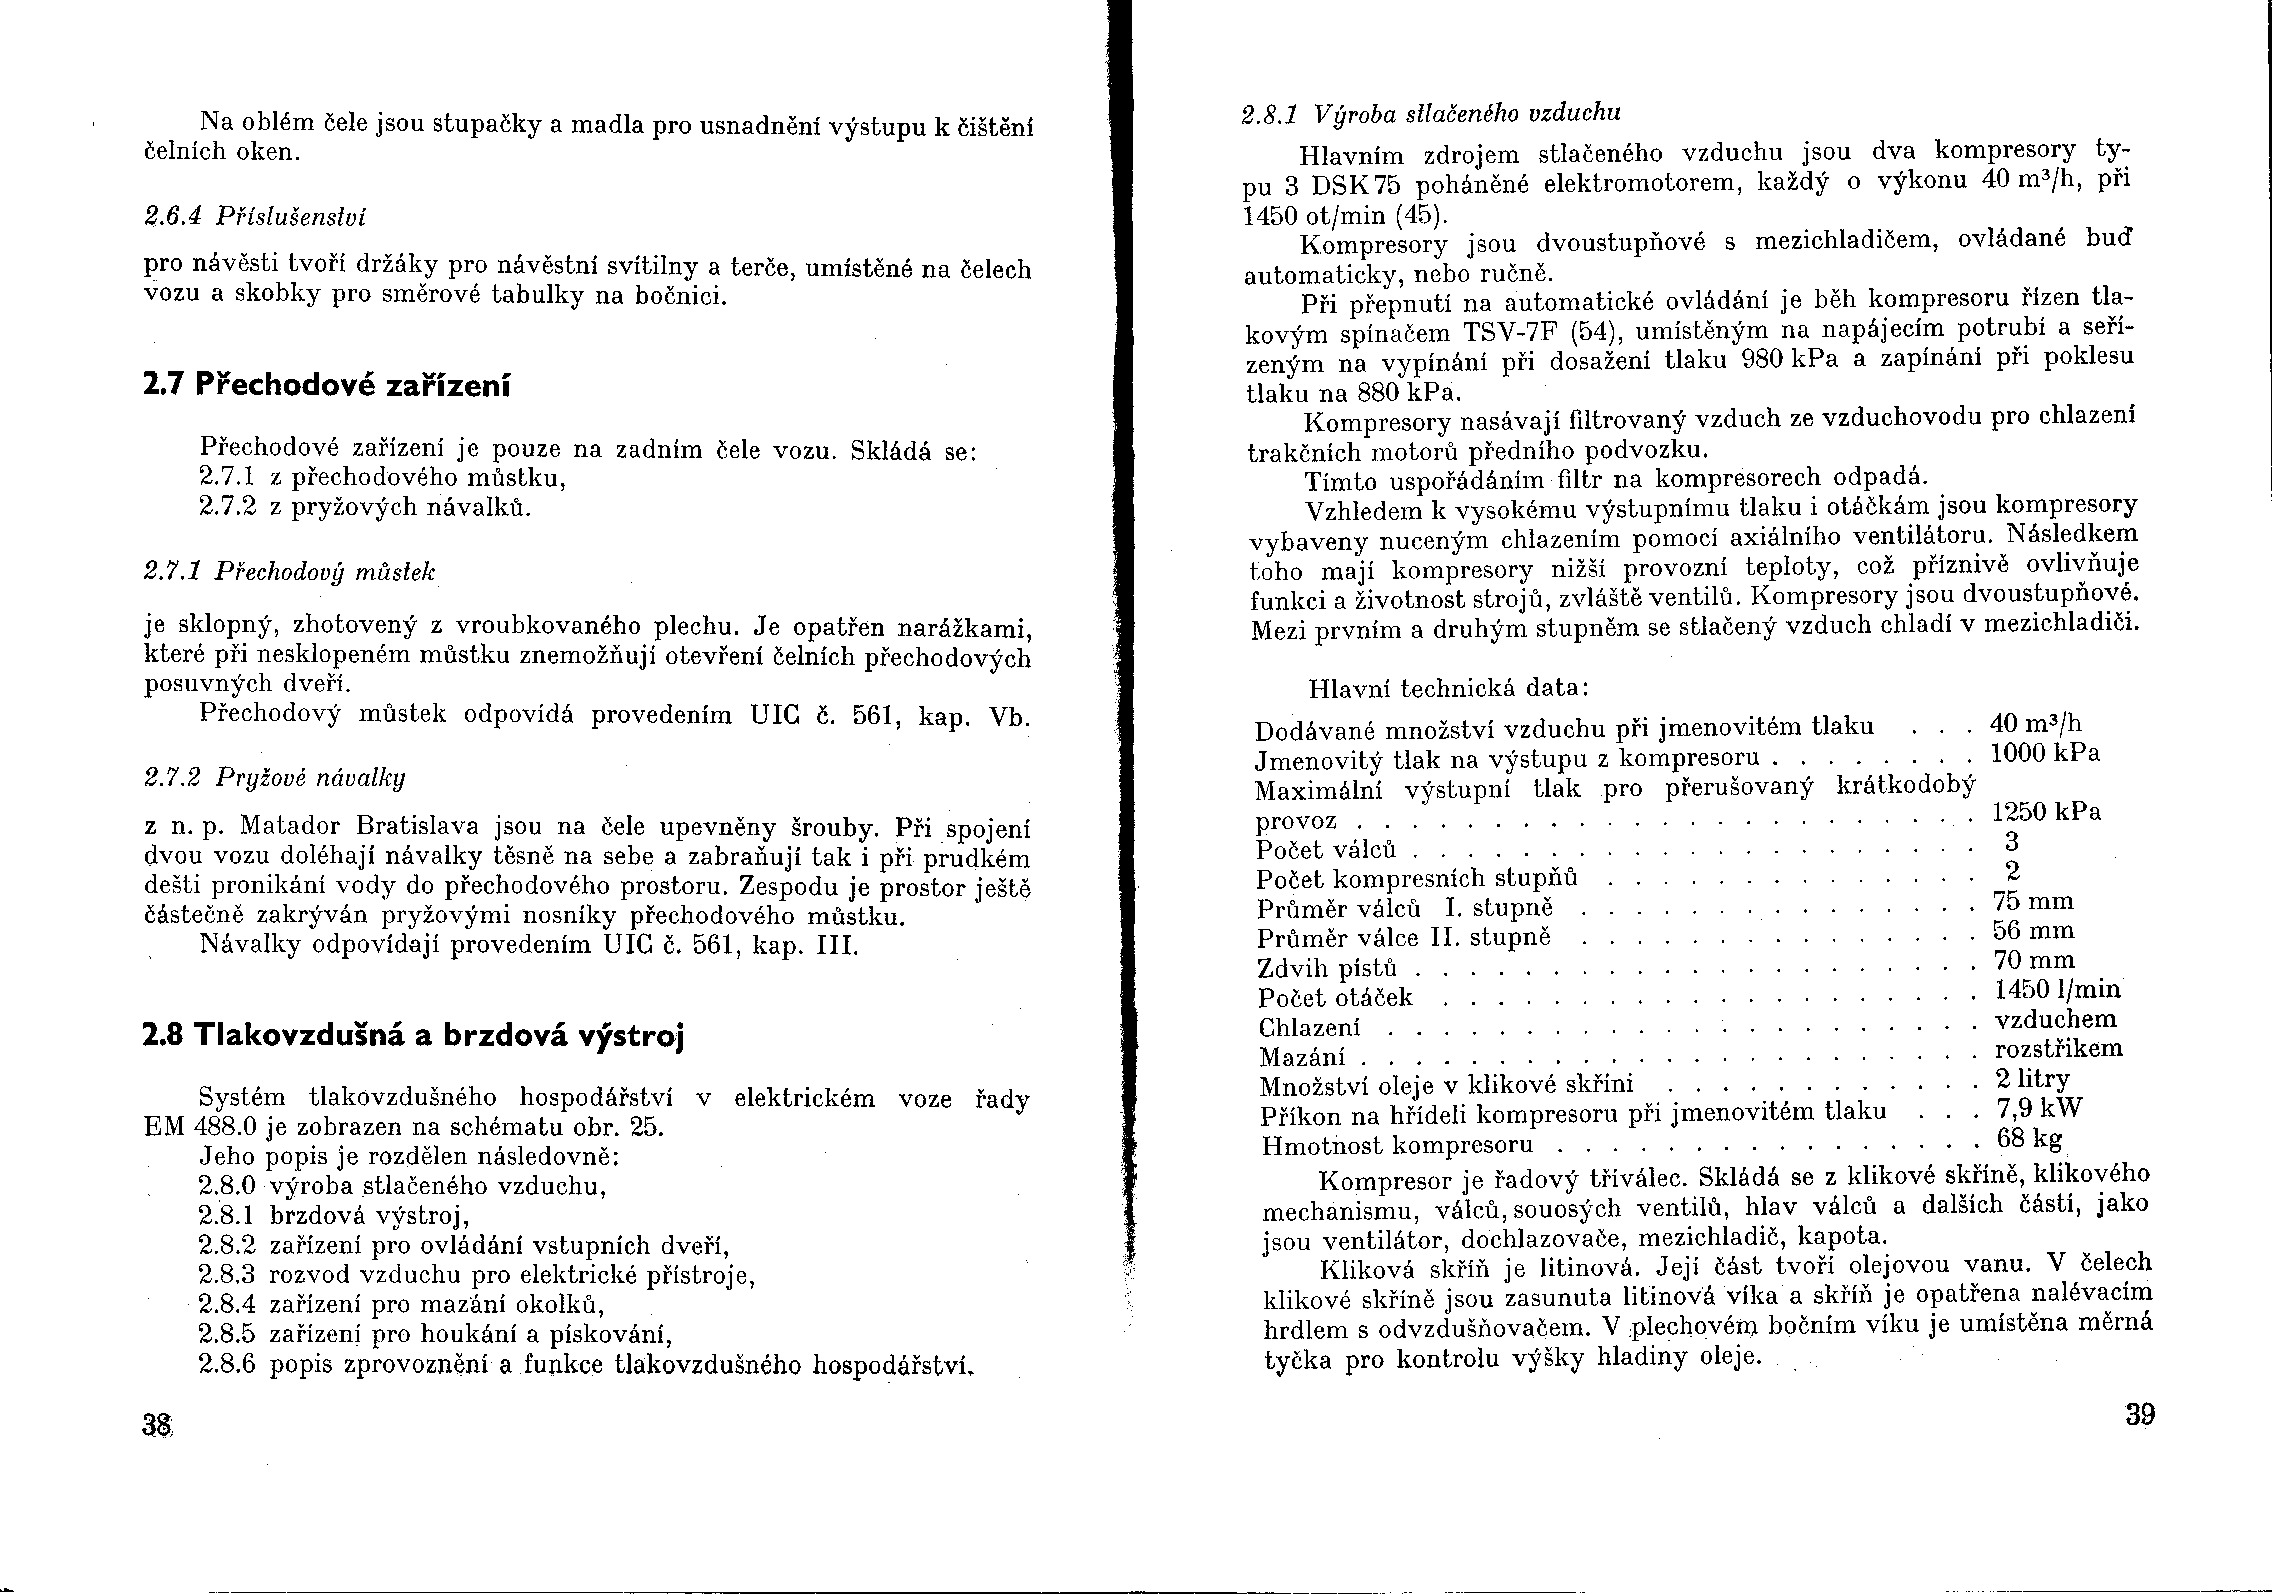 Na oblém čele jsou stupačky a madla pro usnadnění výstupu k čištění
čelních oken.
2.6.4 Příslušenství
pro návěsti tvoří držáky pro návěstní svítilny a terče, umístěné na čelech
vozu a skobky pro směrové tabulky na bočnici.
2.7 Přechodové zařízení
Přechodové zařízení je pouze na zadním čele vozu. Skládá se:
2.7.1 z přechodového můstku,
2.7.2 z pryžových návalků.
2.7.1 Přechodový můstek
je sklopný, zhotovený z vroubkovaného plechu. Je opatřen narážkami,
které při nesklopeném můstku znemožňují otevření čelních přechodových
posuvných dveří.
Přechodový můstek odpovídá provedením UIC č. 561, kap. Vb.
2.7.2 Pryžové návalky
z n. p. Matador Bratislava jsou na čele upevněny šrouby. Při spojení
dvou vozu doléhají návalky těsně na sebe a zabraňují tak i při prudkém
dešti pronikání vody do přechodového prostoru. Zespodu je prostor ještě
částečně zakrýván pryžovými nosníky přechodového můstku.
Návalky odpovídají provedením UIC č. 561, kap. III.
2.8 Tlakovzdušná a brzdová výstroj
Systém tlakovzdušného hospodářství v elektrickém voze řady
EM 488.0 je zobrazen na schématu obr. 25.
Jeho popis je rozdělen následovně:
2.8.0 výroba stlačeného vzduchu,
2.8.1 brzdová výstroj,
2.8.2 zařízení pro ovládání vstupních dveří,
2.8.3 rozvod vzduchu pro elektrické přístroje,
2.8.4 zařízení pro mazání okolků,
2.8.5 zařízení pro houkání a pískování,
2.8.6 popis zprovoznění a funkce tlakovzdušného hospodářství.
38
2.8.1 Výroba stlačeného vzduchu
Hlavním zdrojem stlačeného vzduchu jsou dva kompresory ty-
pu 3 DSK 75 poháněné elektromotorem, každý o výkonu 40 m³/h, při
1450 ot/min (45).
Kompresory jsou dvoustupňové s mezichladičem, ovládané buď
automaticky, nebo ručně.
Při přepnutí na automatické ovládání je běh kompresoru řízen tla-
kovým spínačem TSV-7F (54), umístěným na napájecím potrubí a seří-
zeným na vypínání při dosažení tlaku 980 kPa a zapínání při poklesu
tlaku na 880 kPa.
Kompresory nasávají filtrovaný vzduch ze vzduchovodu pro chlazení
trakčních motorů předního podvozku.
Tímto uspořádáním filtr na kompresorech odpadá.
Vzhledem k vysokému výstupnímu tlaku i otáčkám jsou kompresory
vybaveny nuceným chlazením pomocí axiálního ventilátoru. Následkem
toho mají kompresory nižší provozní teploty, což příznivě ovlivňuje
funkci a životnost strojů, zvláště ventilů. Kompresory jsou dvoustupňové.
Mezi prvním a druhým stupněm se stlačený vzduch chladí v mezichladiči.
Hlavní technická data:
Dodávané množství vzduchu při jmenovitém tlaku . . . 40 m³/h
Jmenovitý tlak na výstupu z kompresoru . . . . . . . . 1000 kPa
Maximální výstupní tlak pro přerušovaný krátkodobý
provoz . . . . . . . . . . . . . . . . . . . . . . . 1250 kPa
Počet válců . . . . . . . . . . . . . . . . . . . . . 3
Počet kompresních stupňů . . . . . . . . . . . . . . 2
Průměr válců I. stupně . . . . . . . . . . . . . . . 75 mm
Průměr válce II. stupně . . . . . . . . . . . . . . . 56 mm
Zdvih pístů . . . . . . . . . . . . . . . . . . . . . 70 mm
Počet otáček . . . . . . . . . . . . . . . . . . . . 1450 l/min
Chlazení . . . . . . . . . . . . . . . . . . . . . . vzduchem
Mazání . . . . . . . . . . . . . . . . . . . . . . . rozstřikem
Množství oleje v klikové skříni . . . . . . . . . . . . 2 litry
Příkon na hřídeli kompresoru při jmenovitém tlaku . . . 7,9 kW
Hmotnost kompresoru . . . . . . . . . . . . . . . . 68 kg
Kompresor je řadový tříválec. Skládá se z klikové skříně, klikového
mechanismu, válců, souosých ventilů, hlav válců a dalších částí, jako
jsou ventilátor, dochlazovače, mezichladič, kapota.
Kliková skříň je litinová. Její část tvoří olejovou vanu. V čelech
klikové skříně jsou zasunuta litinová víka a skříň je opatřena nalévacím
hrdlem s odvzdušňovačem. V plechovém bočním víku je umístěna měrná
tyčka pro kontrolu výšky hladiny oleje.
39